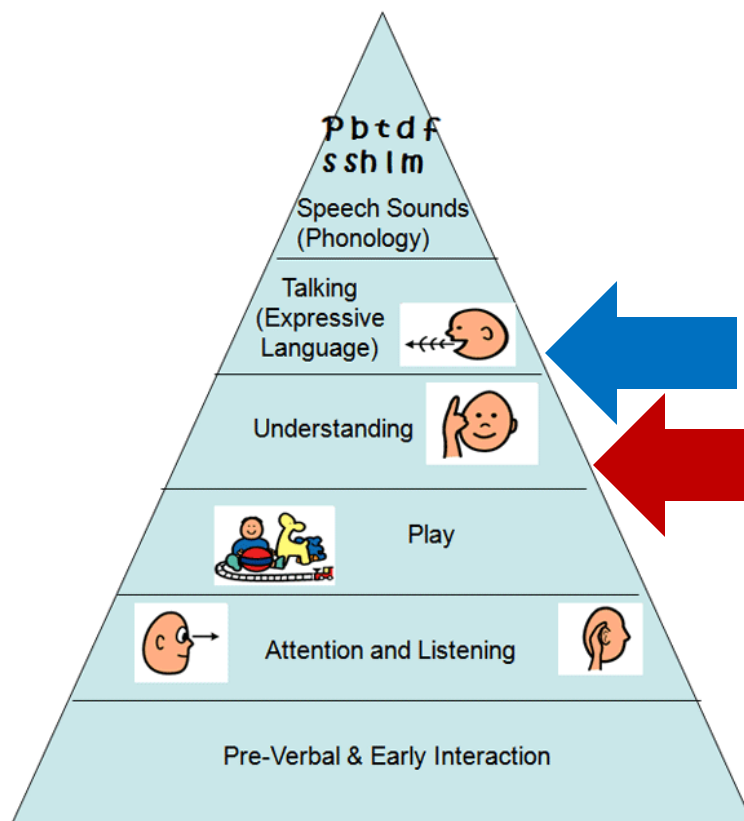 P b t d f
s sh l m
Speech Sounds
(Phonology)
Talking
(Expressive
Language)
Understanding
Play
Attention and Listening
Pre-Verbal & Early Interaction